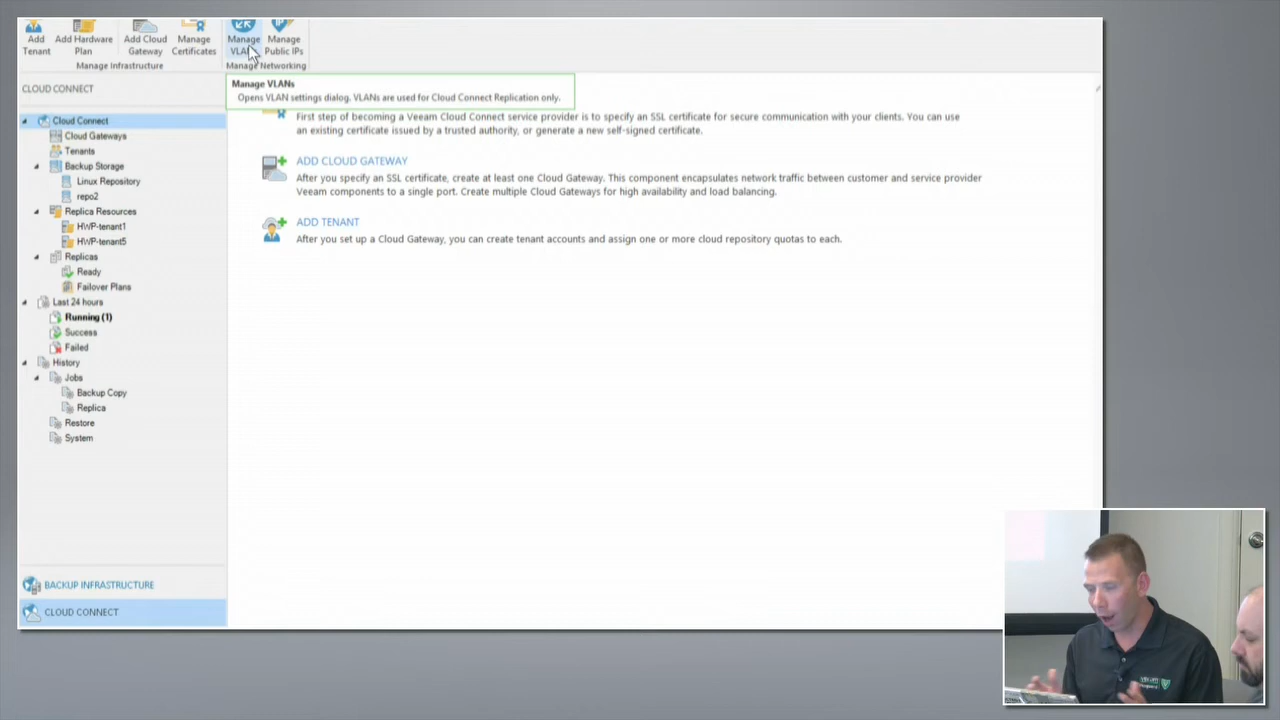 Add Tenant
Add Hardware Plan
Add Cloud Gateway
Manage Certificates
Manage VLANs
Manage Public IPs
Manage Infrastructure
Manage Networking
CLOUD CONNECT
Manage VLANs
Opens VLAN settings dialog. VLANs are used for Cloud Connect Replication only.
Cloud Connect
Cloud Gateways
Tenants
Backup Storage
Linux Repository
repo2
Replica Resources
HWP-tenant1
HWP-tenant5
Replicas
Ready
Failover Plans
Last 24 hours
Running (1)
Success
Failed
History
Jobs
Backup Copy
Replica
Restore
System
First step of becoming a Veeam Cloud Connect service provider is to specify an SSL certificate for secure communication with your clients. You can use
an existing certificate issued by a trusted authority, or generate a new self-signed certificate.
ADD CLOUD GATEWAY
After you specify an SSL certificate, create at least one Cloud Gateway. This component encapsulates network traffic between customer and service provider
Veeam components to a single port. Create multiple Cloud Gateways for high availability and load balancing.
ADD TENANT
After you set up a Cloud Gateway, you can create tenant accounts and assign one or more cloud repository quotas to each.
BACKUP INFRASTRUCTURE
CLOUD CONNECT